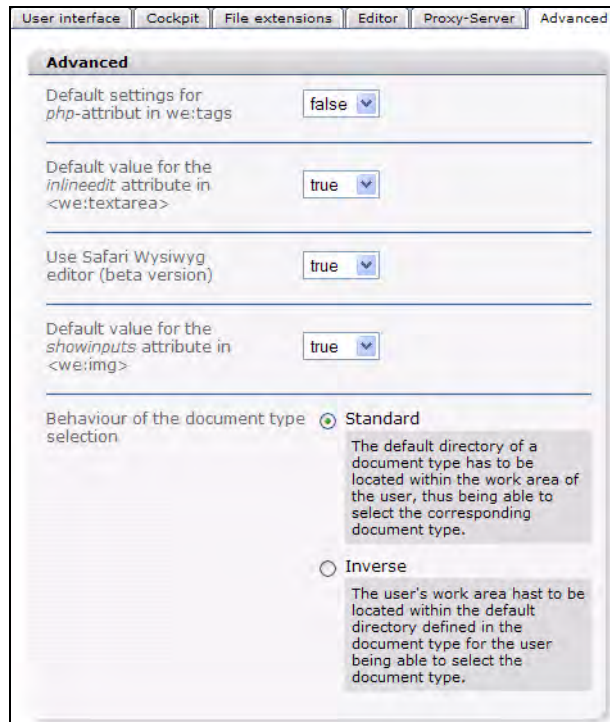 User interface Cockpit File extensions Editor Proxy-Server Advanced
Advanced
Default settings for
php-attribut in we:tags
false
Default value for the
inlineedit attribute in
<we:textarea>
true
Use Safari Wysiwyg
editor (beta version)
true
Default value for the
showinputs attribute in
<we:img>
true
Behaviour of the document type
selection
Standard
The default directory of a
document type has to be
located within the work area of
the user, thus being able to
select the corresponding
document type.
Inverse
The user's work area hast to be
located within the default
directory defined in the
document type for the user
being able to select the
document type.